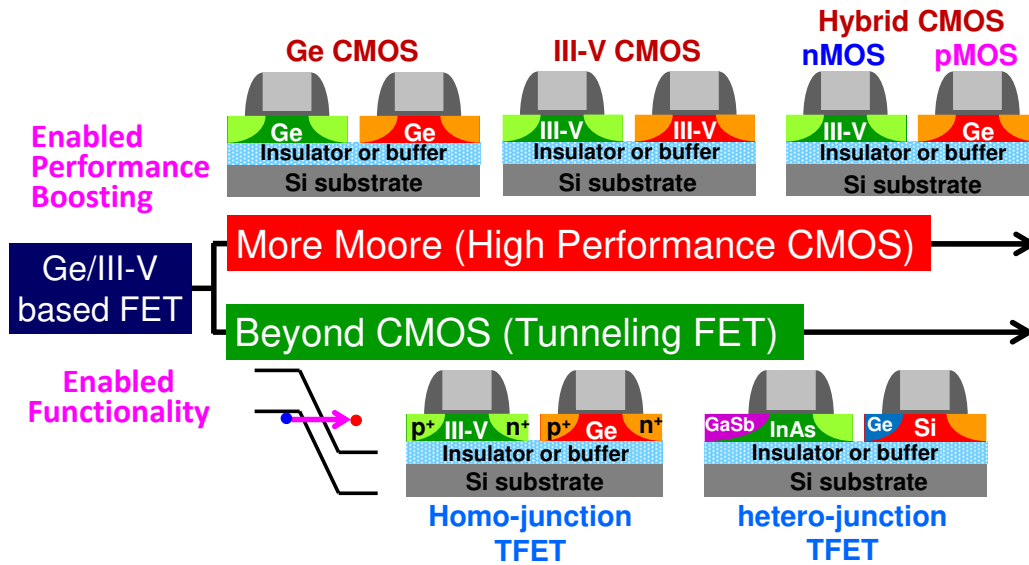 Ge CMOS
III-V CMOS
Hybrid CMOS
nMOS pMOS
Enabled
Performance
Boosting
Ge Ge
Insulator or buffer
Si substrate
III-V III-V
Insulator or buffer
Si substrate
III-V Ge
Insulator or buffer
Si substrate
Ge/III-V
based FET
More Moore (High Performance CMOS)
Beyond CMOS (Tunneling FET)
Enabled
Functionality
p⁺ III-V n⁺ p⁺ Ge n⁺
Insulator or buffer
Si substrate
Homo-junction
TFET
GaSb InAs Ge Si
Insulator or buffer
Si substrate
hetero-junction
TFET